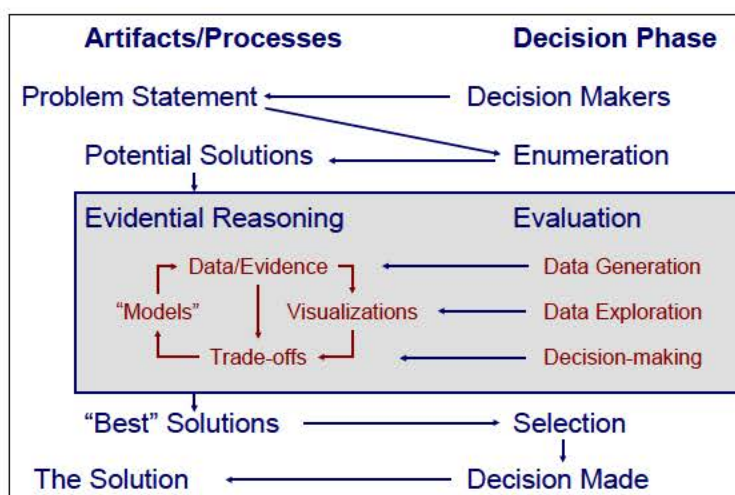 Artifacts/Processes Decision Phase
Problem Statement Decision Makers
Potential Solutions Enumeration
Evidential Reasoning Evaluation
Data/Evidence Data Generation
“Models” Visualizations Data Exploration
Trade-offs Decision-making
“Best” Solutions Selection
The Solution Decision Made